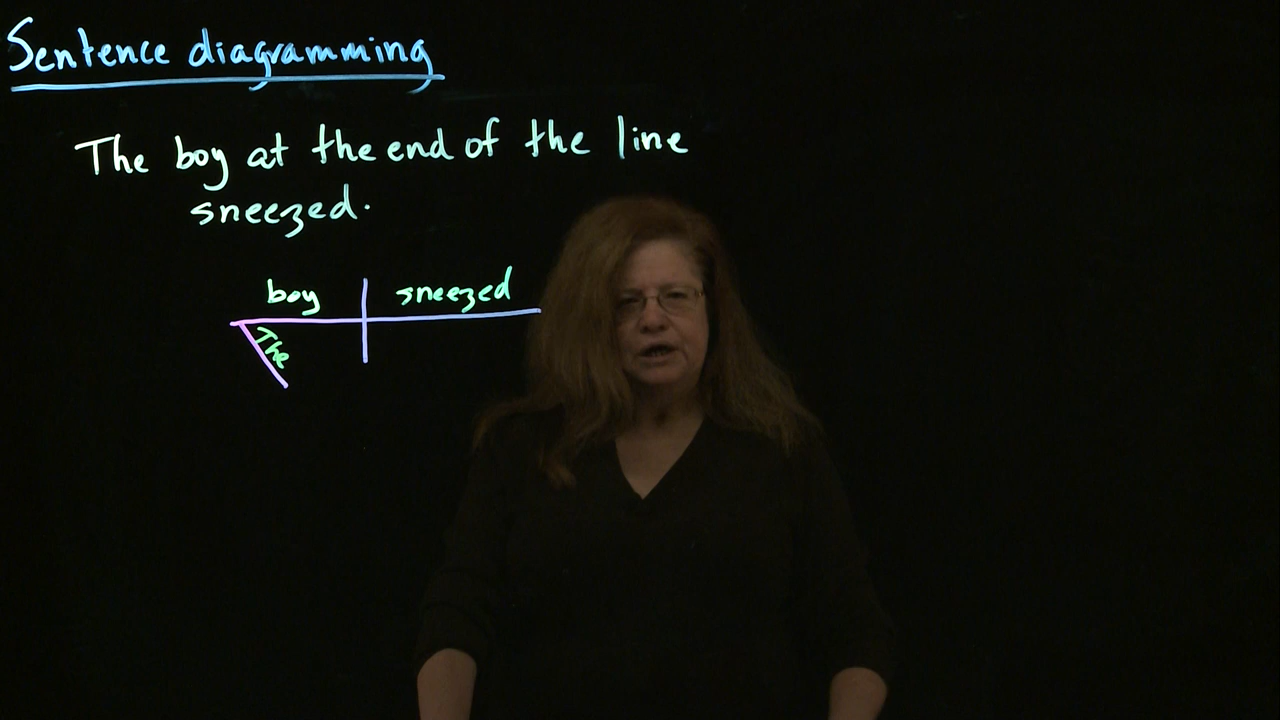 Sentence diagramming
The boy at the end of the line
sneezed.
boy sneezed
The